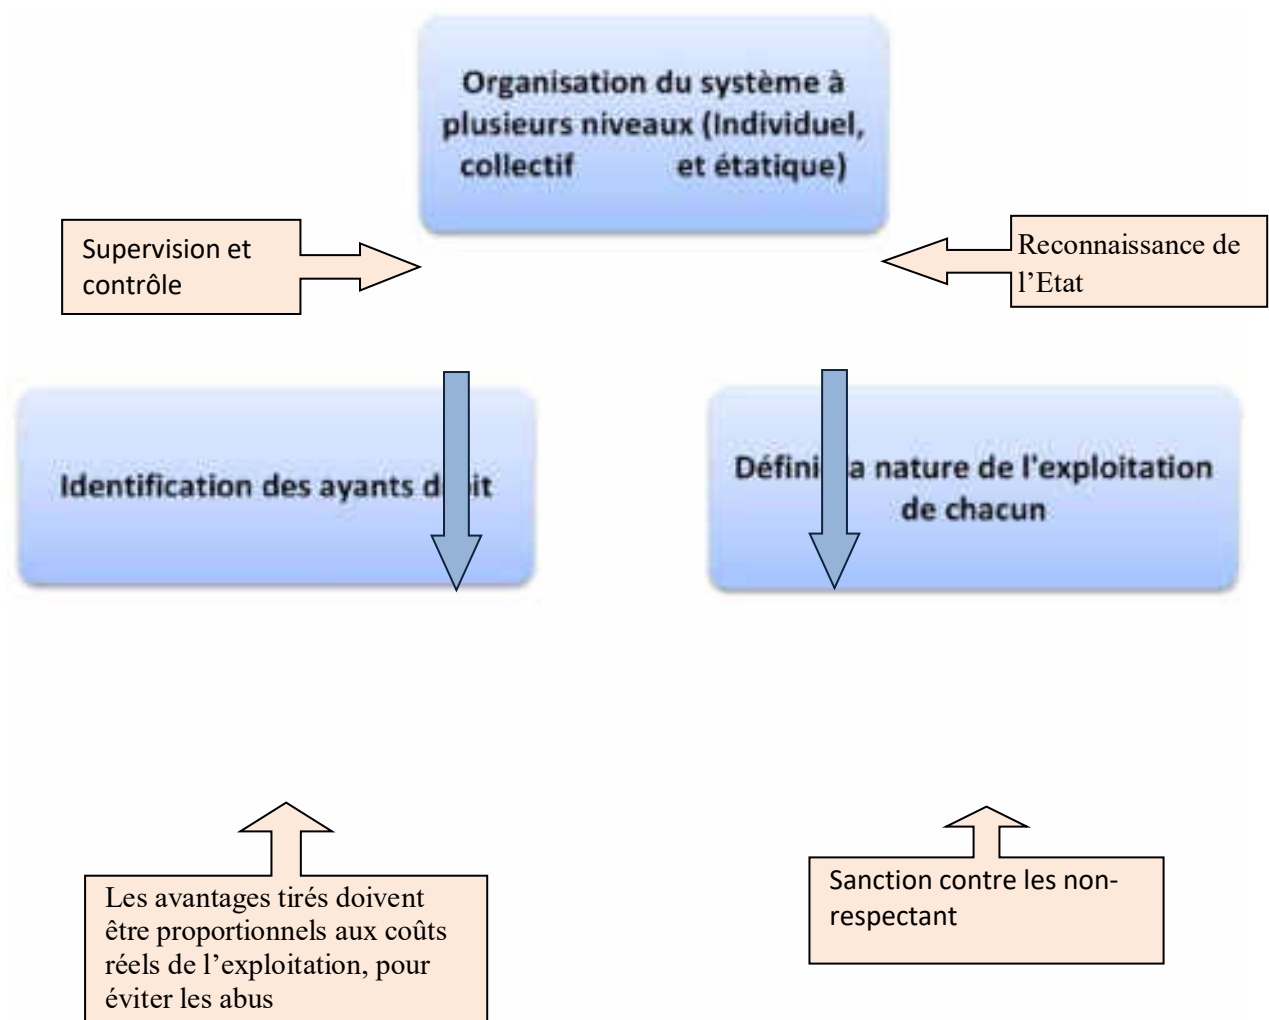 Organisation du système à
plusieurs niveaux (Individuel,
collectif et étatique)
Supervision et
contrôle
Reconnaissance de
l’Etat
Identification des ayants
Défini a nature de l'exploitation
de chacun
Les avantages tirés doivent
être proportionnels aux coûts
réels de l’exploitation, pour
éviter les abus
Sanction contre les non-
respectant